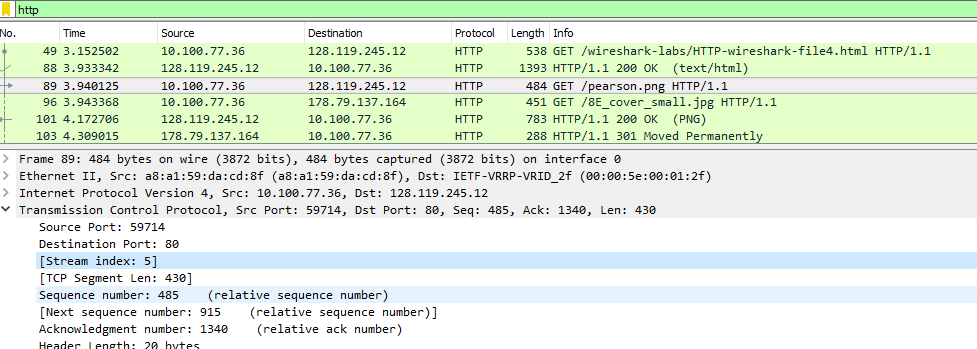 http
No. Time Source Destination Protocol Length Info
49 3.152502 10.100.77.36 128.119.245.12 HTTP 538 GET /wireshark-labs/HTTP-wireshark-file4.html HTTP/1.1
88 3.933342 128.119.245.12 10.100.77.36 HTTP 1393 HTTP/1.1 200 OK (text/html)
89 3.940125 10.100.77.36 128.119.245.12 HTTP 484 GET /pearson.png HTTP/1.1
96 3.943368 10.100.77.36 178.79.137.164 HTTP 451 GET /8E_cover_small.jpg HTTP/1.1
101 4.172706 128.119.245.12 10.100.77.36 HTTP 783 HTTP/1.1 200 OK (PNG)
103 4.309015 178.79.137.164 10.100.77.36 HTTP 288 HTTP/1.1 301 Moved Permanently
Frame 89: 484 bytes on wire (3872 bits), 484 bytes captured (3872 bits) on interface 0
Ethernet II, Src: a8:a1:59:da:cd:8f (a8:a1:59:da:cd:8f), Dst: IETF-VRRP-VRID_2f (00:00:5e:00:01:2f)
Internet Protocol Version 4, Src: 10.100.77.36, Dst: 128.119.245.12
Transmission Control Protocol, Src Port: 59714, Dst Port: 80, Seq: 485, Ack: 1340, Len: 430
Source Port: 59714
Destination Port: 80
[Stream index: 5]
[TCP Segment Len: 430]
Sequence number: 485 (relative sequence number)
[Next sequence number: 915 (relative sequence number)]
Acknowledgment number: 1340 (relative ack number)
Header Length: 20 bytes